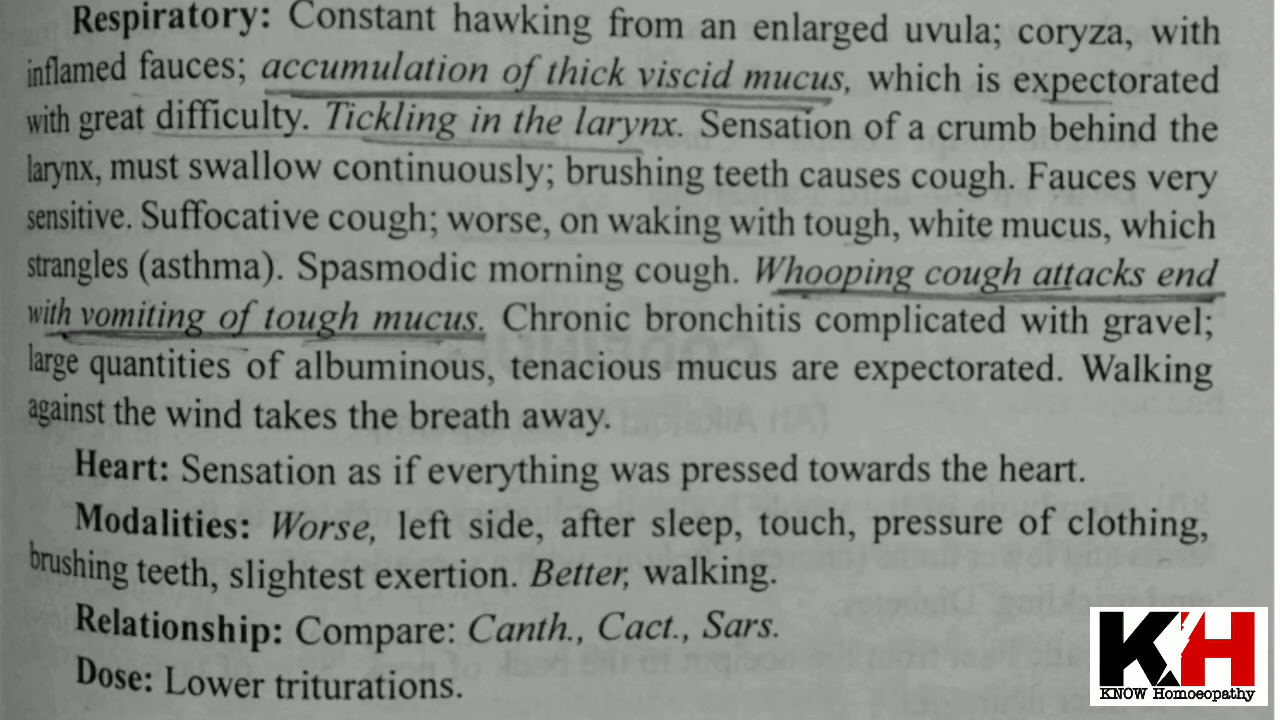 Respiratory: Constant hawking from an enlarged uvula; coryza, with
inflamed fauces; accumulation of thick viscid mucus, which is expectorated
with great difficulty. Tickling in the larynx. Sensation of a crumb behind the
larynx, must swallow continuously; brushing teeth causes cough. Fauces very
sensitive. Suffocative cough; worse, on waking with tough, white mucus, which
strangles (asthma). Spasmodic morning cough. Whooping cough attacks end
with vomiting of tough mucus. Chronic bronchitis complicated with gravel;
large quantities of albuminous, tenacious mucus are expectorated. Walking
against the wind takes the breath away.
Heart: Sensation as if everything was pressed towards the heart.
Modalities: Worse, left side, after sleep, touch, pressure of clothing,
brushing teeth, slightest exertion. Better, walking.
Relationship: Compare: Canth., Cact., Sars.
Dose: Lower triturations.
KH
KNOW Homoeopathy